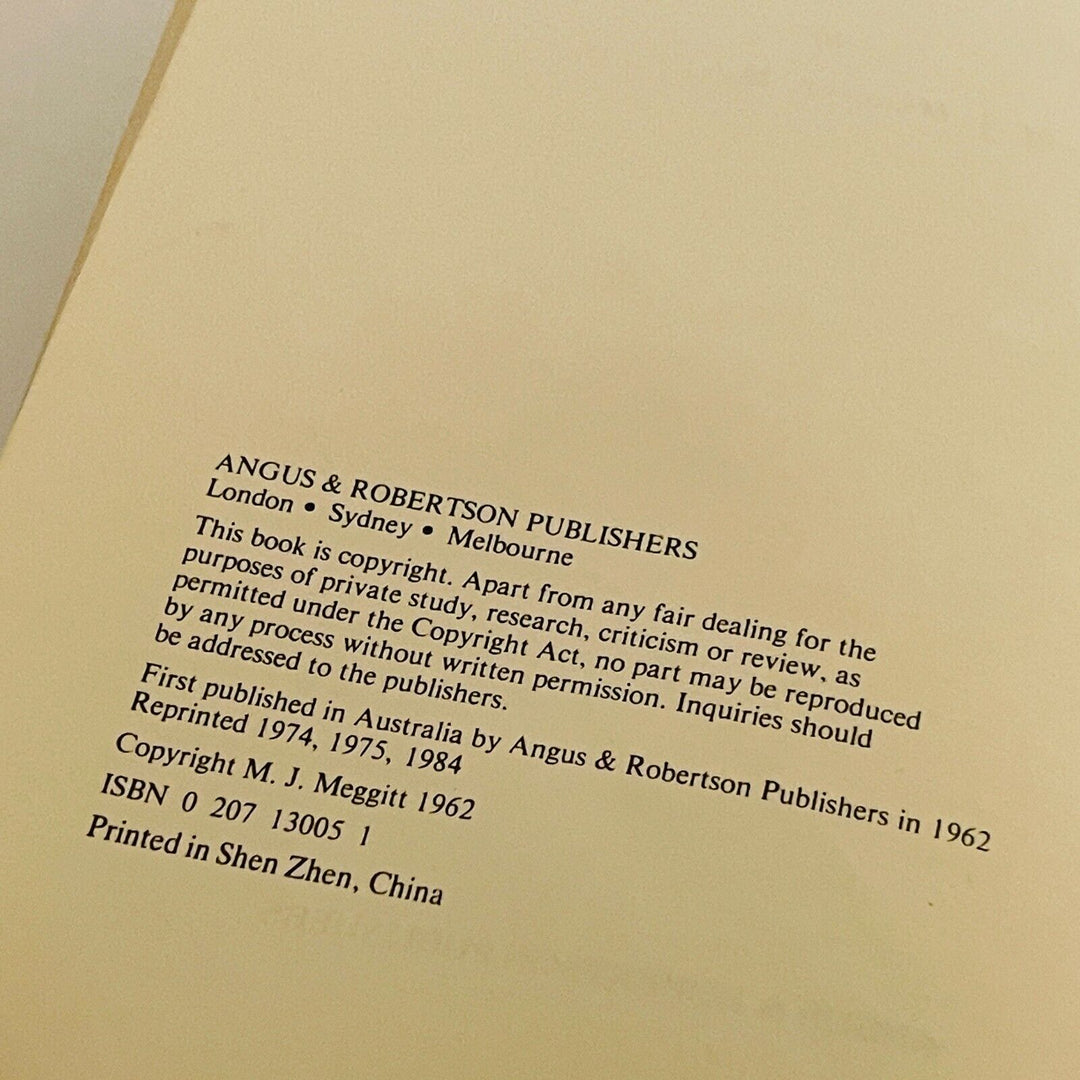 ANGUS & ROBERTSON PUBLISHERS
London • Sydney • Melbourne
This book is copyright. Apart from any fair dealing for the
purposes of private study, research, criticism or review, as
permitted under the Copyright Act, no part may be reproduced
by any process without written permission. Inquiries should
be addressed to the publishers.
First published in Australia by Angus & Robertson Publishers in 1962
Reprinted 1974, 1975, 1984
Copyright M. J. Meggitt 1962
ISBN 0 207 13005 1
Printed in Shen Zhen, China